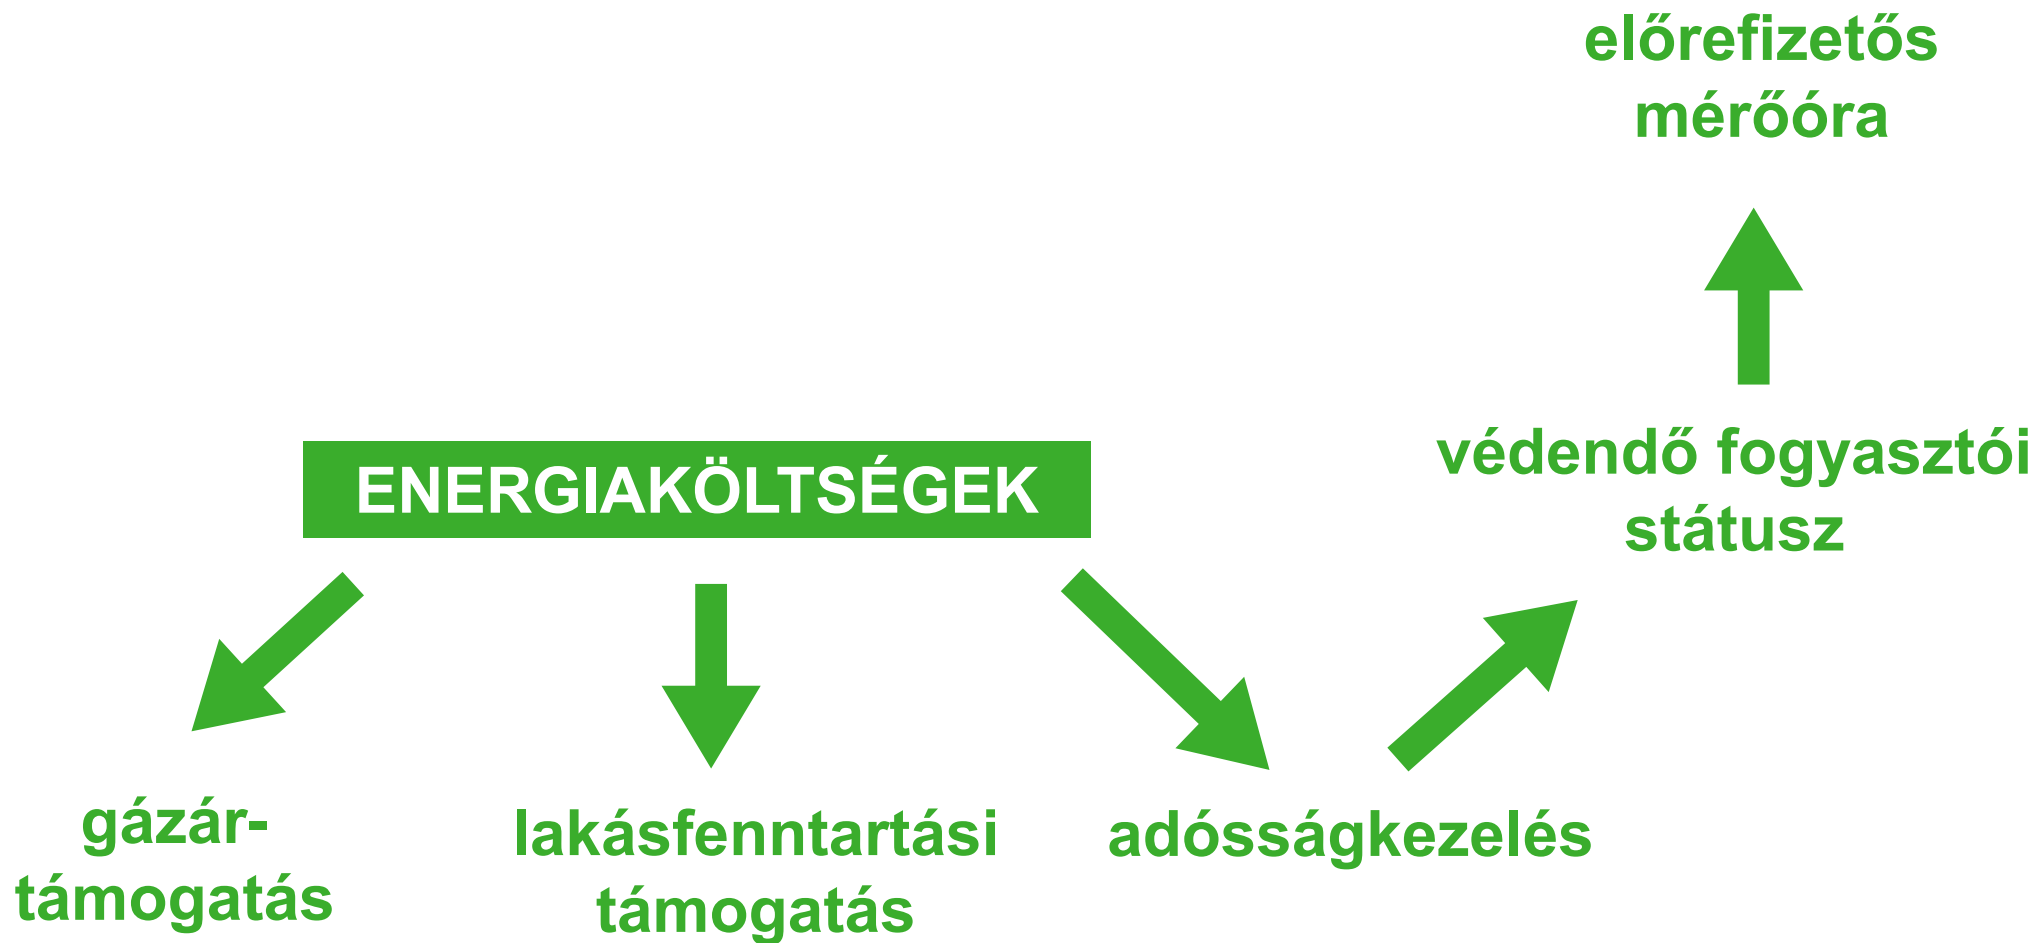 előrefizetős
mérőóra
védendő fogyasztói
státusz
ENERGIAKÖLTSÉGEK
gázár-
támogatás
lakásfenntartási
támogatás
adósságkezelés